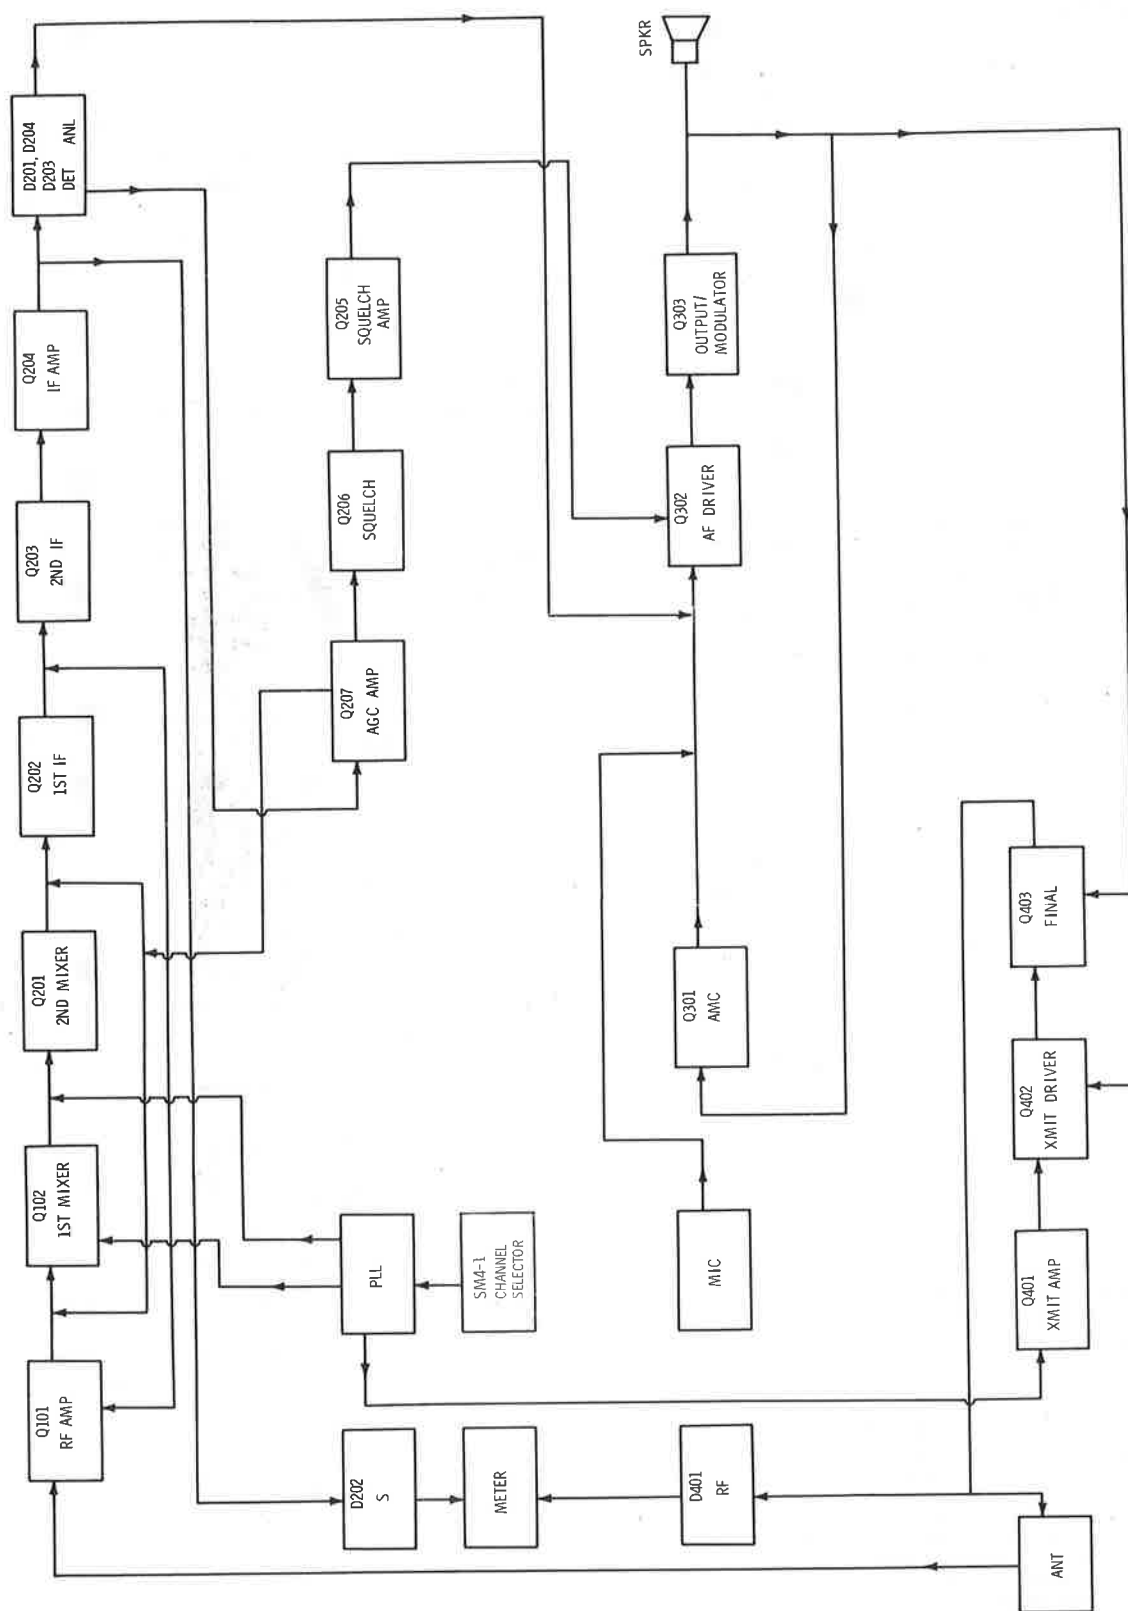 ANT
Q101
RF AMP
Q102
1ST MIXER
Q201
2ND MIXER
Q202
1ST IF
Q203
2ND IF
Q204
IF AMP
D201, D204
D203
DET ANL
D202
S
METER
D401
RF
PLL
SM4-1
CHANNEL
SELECTOR
Q207
AGC AMP
Q206
SQUELCH
Q205
SQUELCH
AMP
MIC
Q301
AMC
Q302
AF DRIVER
Q303
OUTPUT/
MODULATOR
SPKR
Q401
XMIT AMP
Q402
XMIT DRIVER
Q403
FINAL